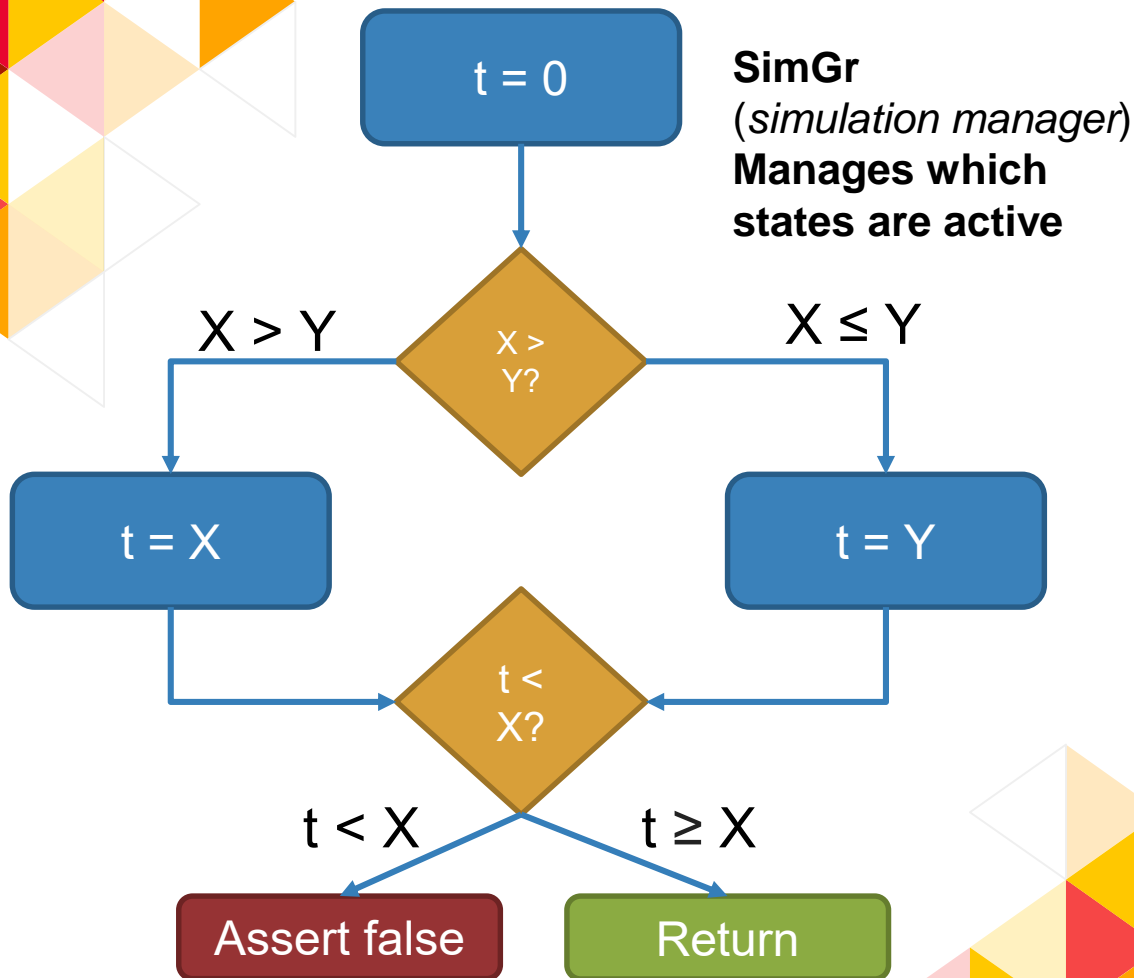 t = 0
SimGr
(simulation manager)
Manages which
states are active
X > Y
X >
Y?
X ≤ Y
t = X
t = Y
t <
X?
t < X
t ≥ X
Assert false
Return